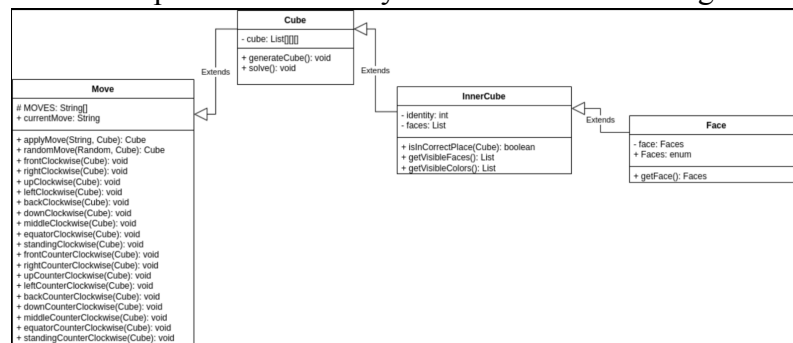 Cube
- cube: List[][][]
+ generateCube(): void
+ solve(): void
Extends
Extends
Move
# MOVES: String[]
+ currentMove: String
+ applyMove(String, Cube): Cube
+ randomMove(Random, Cube): Cube
+ frontClockwise(Cube): void
+ rightClockwise(Cube): void
+ upClockwise(Cube): void
+ leftClockwise(Cube): void
+ backClockwise(Cube): void
+ downClockwise(Cube): void
+ middleClockwise(Cube): void
+ equatorClockwise(Cube): void
+ standingClockwise(Cube): void
+ frontCounterClockwise(Cube): void
+ rightCounterClockwise(Cube): void
+ upCounterClockwise(Cube): void
+ leftCounterClockwise(Cube): void
+ backCounterClockwise(Cube): void
+ downCounterClockwise(Cube): void
+ middleCounterClockwise(Cube): void
+ equatorCounterClockwise(Cube): void
+ standingCounterClockwise(Cube): void
InnerCube
- identity: int
- faces: List
+ isInCorrectPlace(Cube): boolean
+ getVisibleFaces(): List
+ getVisibleColors(): List
Extends
Face
- face: Faces
+ Faces: enum
+ getFace(): Faces